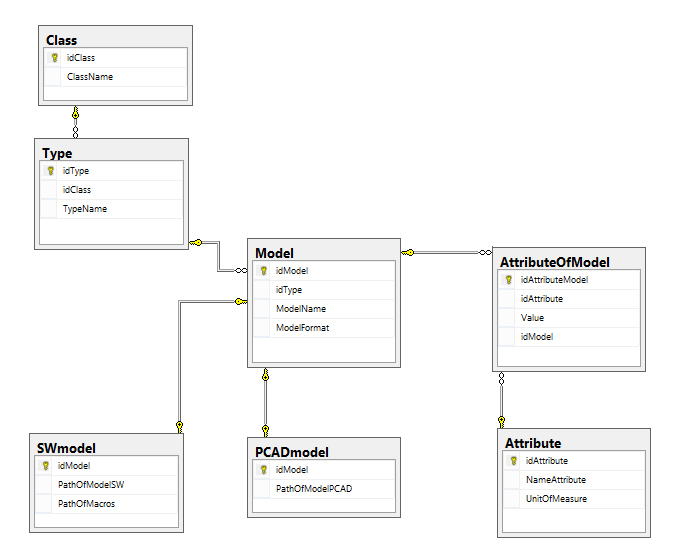 Class
idClass
ClassName
Type
idType
idClass
TypeName
Model
idModel
idType
ModelName
ModelFormat
AttributeOfModel
idAttributeModel
idAttribute
Value
idModel
SWmodel
idModel
PathOfModelSW
PathOfMacros
PCADmodel
idModel
PathOfModelPCAD
Attribute
idAttribute
NameAttribute
UnitOfMeasure